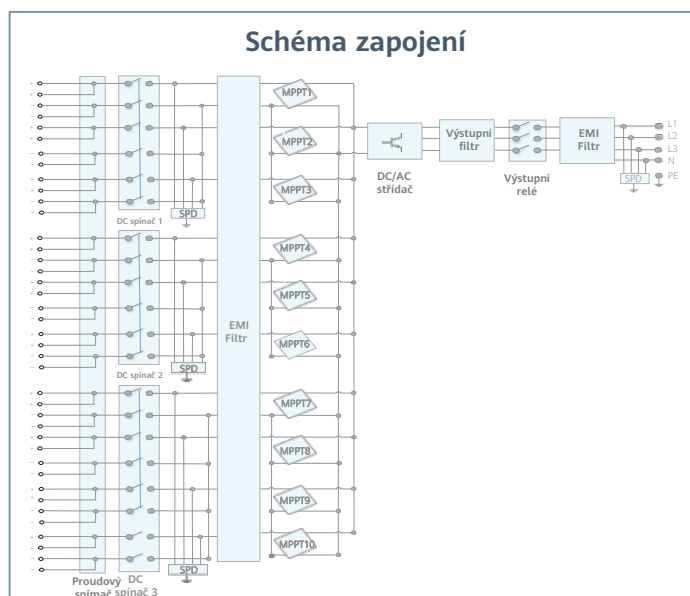 Schéma zapojení
MPPT1
MPPT2
MPPT3
SPD
DC spínač 1
MPPT4
MPPT5
MPPT6
SPD
DC spínač 2
MPPT7
MPPT8
MPPT9
MPPT10
SPD
EMI
Filtr
DC/AC
střídač
Výstupní
filtr
Výstupní
relé
EMI
Filtr
L1
L2
L3
N
SPD
PE
Proudový
snímač
DC
spínač 3